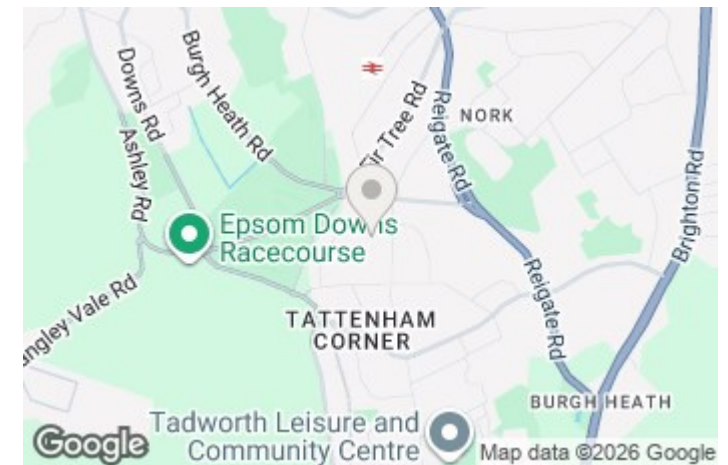 Burgh Heath Rd
Downs Rd
Ashley Rd
Fir Tree Rd
Reigate Rd
NORK
Brighton Rd
Epsom Downs
Racecourse
Reigate Rd
ngley Vale Rd
TATTENHAM
CORNER
BURGH HEATH
Tadworth Leisure and
Community Centre
Google
Map data ©2026 Google